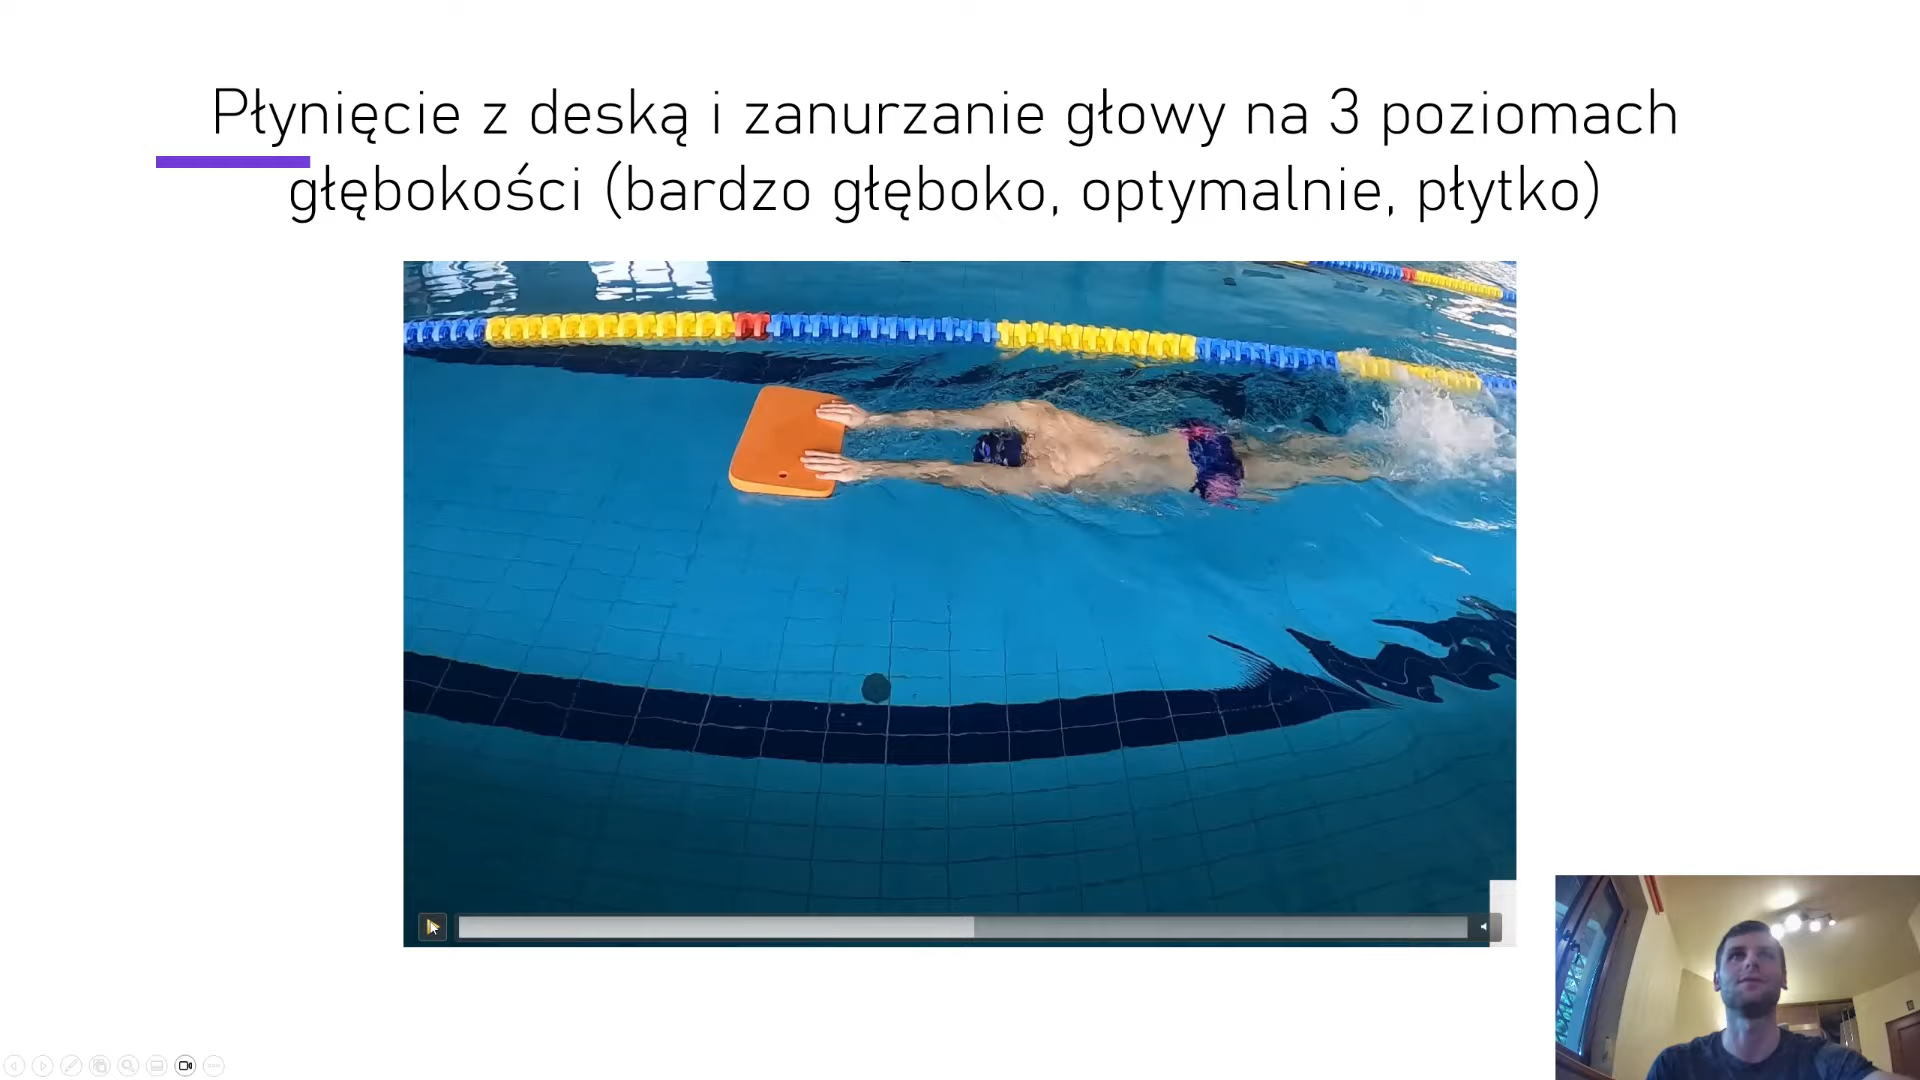 Płynięcie z deską i zanurzanie głowy na 3 poziomach
głębokości (bardzo głęboko, optymalnie, płytko)